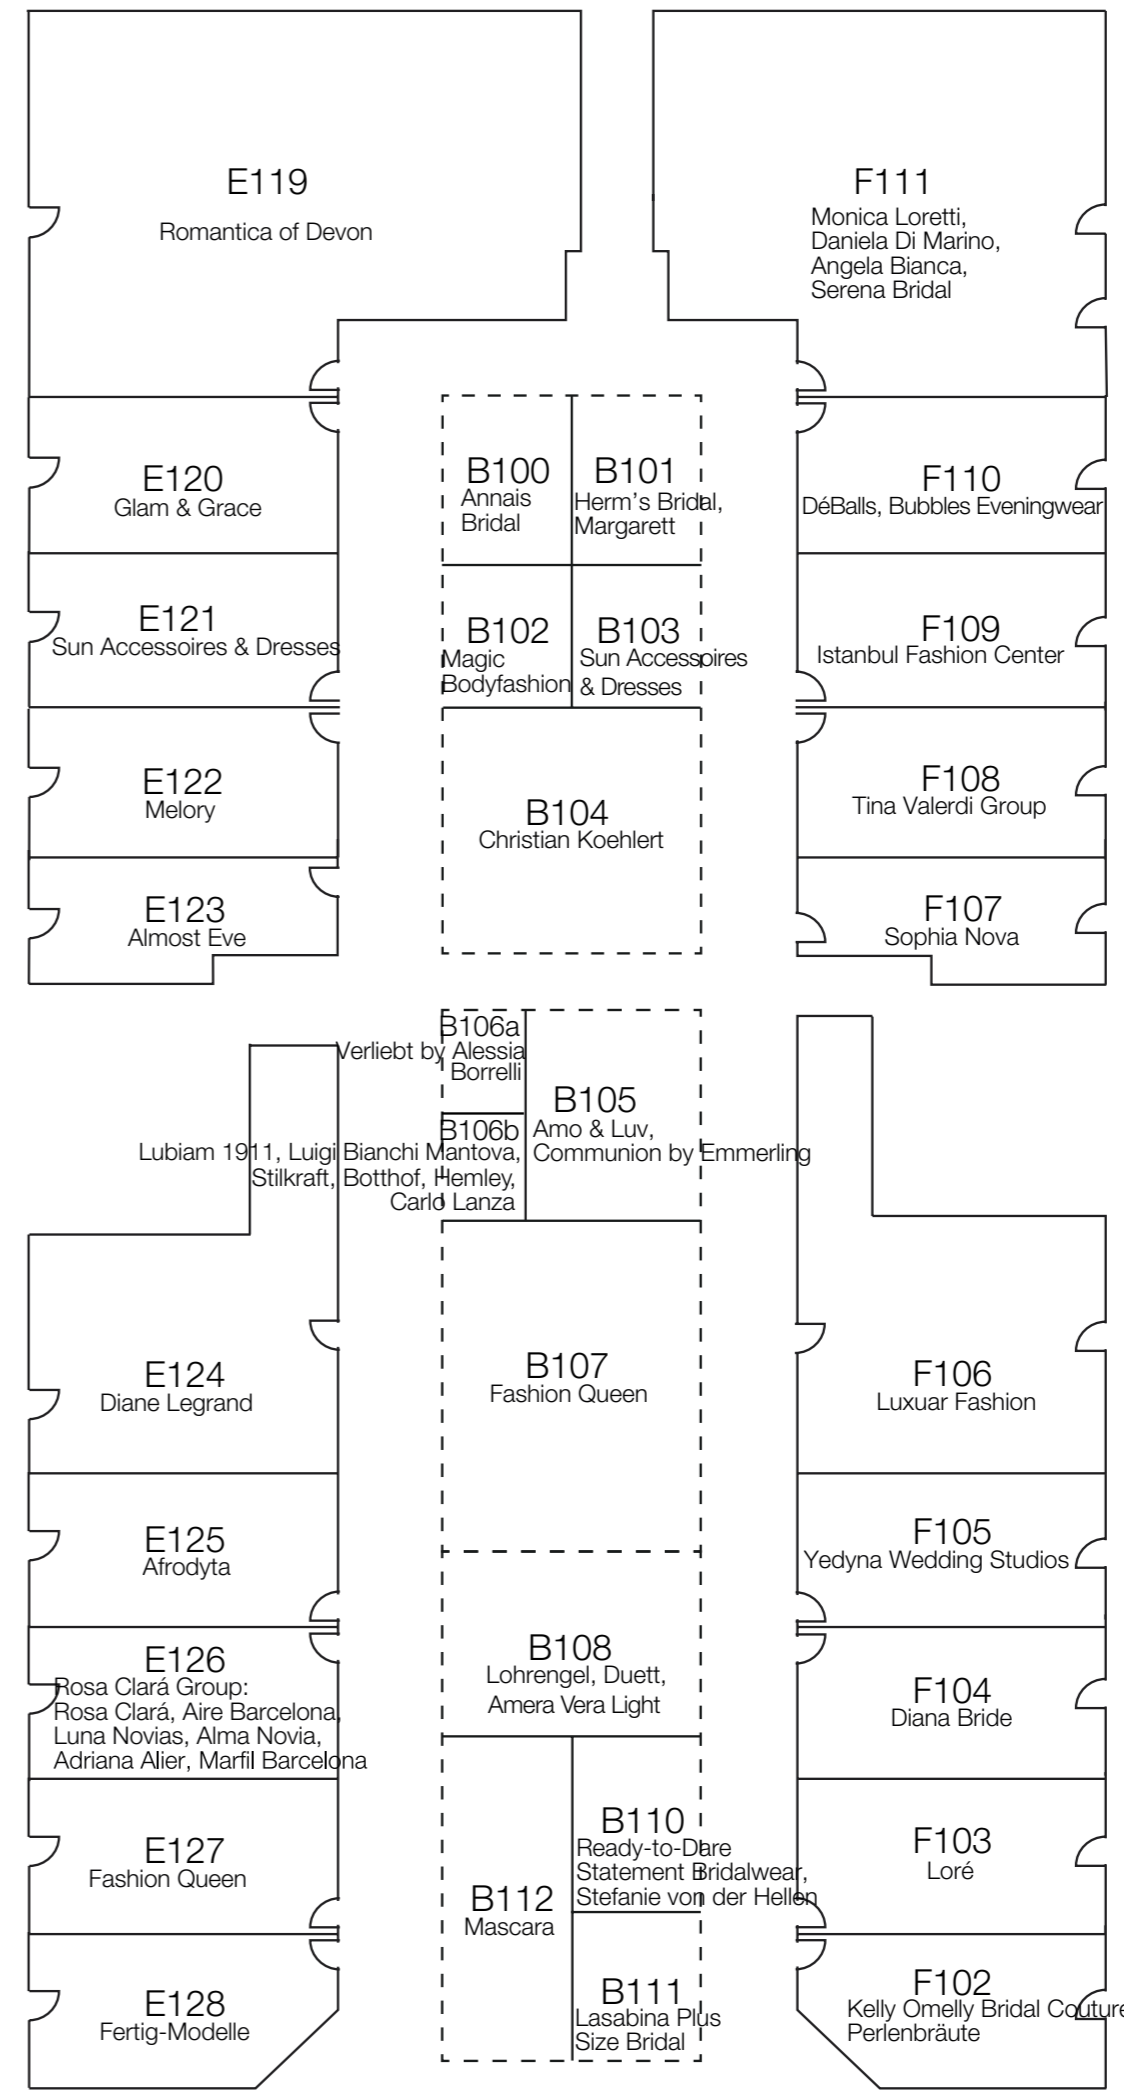 E119
Romantica of Devon
F111
Monica Loretti,
Daniela Di Marino,
Angela Bianca,
Serena Bridal
E120
Glam & Grace
B100
Annais
Bridal
B101
Herm's Bridal,
Margarett
F110
DéBalls, Bubbles Eveningwear
E121
Sun Accessoires & Dresses
B102
Magic
Bodyfashion
B103
Sun Accessoires
& Dresses
F109
Istanbul Fashion Center
E122
Melory
B104
Christian Koehlert
F108
Tina Valerdi Group
E123
Almost Eve
F107
Sophia Nova
B106a
Verliebt by Alessia
Borrelli
B105
Amo & Luv,
Communion by Emmerling
B106b
Lubiam 1911, Luigi Bianchi Mantova,
Stilkraft, Botthof, Hemley,
Carlo Lanza
E124
Diane Legrand
B107
Fashion Queen
F106
Luxuar Fashion
E125
Afrodyta
F105
Yedyna Wedding Studios
E126
Rosa Clará Group:
Rosa Clará, Aire Barcelona,
Luna Novias, Alma Novia,
Adriana Alier, Marfil Barcelona
B108
Lohrengel, Duett,
Amera Vera Light
F104
Diana Bride
E127
Fashion Queen
B110
Ready-to-Dare
Statement Bridalwear,
Stefanie von der Hellen
F103
Loré
B112
Mascara
E128
Fertig-Modelle
B111
Lasabina Plus
Size Bridal
F102
Kelly Omelly Bridal Couture
Perlenbräute